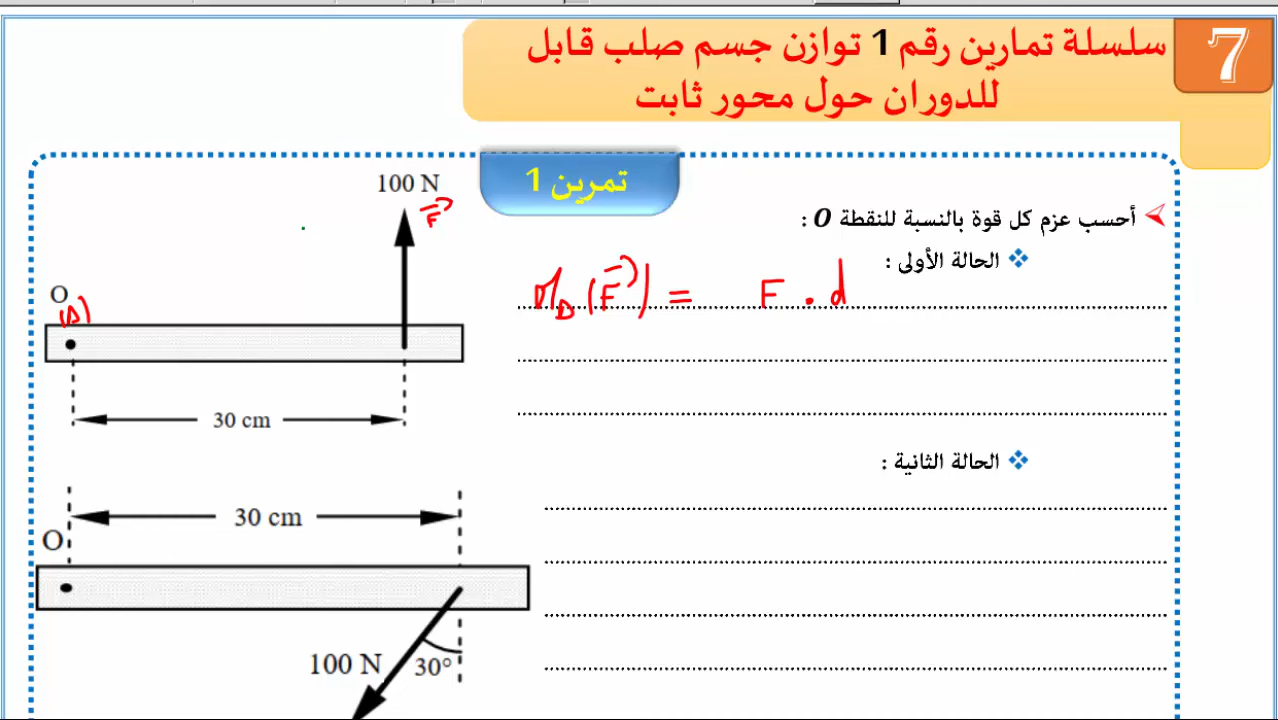 7
سلسلة تمارين رقم 1 توازن جسم صلب قابل
للدوران حول محور ثابت
تمرين 1
أحسب عزم كل قوة بالنسبة للنقطة O :
الحالة الأولى :
M_Δ(F⃗) = F . d
100 N
F⃗
O
(Δ)
30 cm
الحالة الثانية :
30 cm
O
100 N
30°